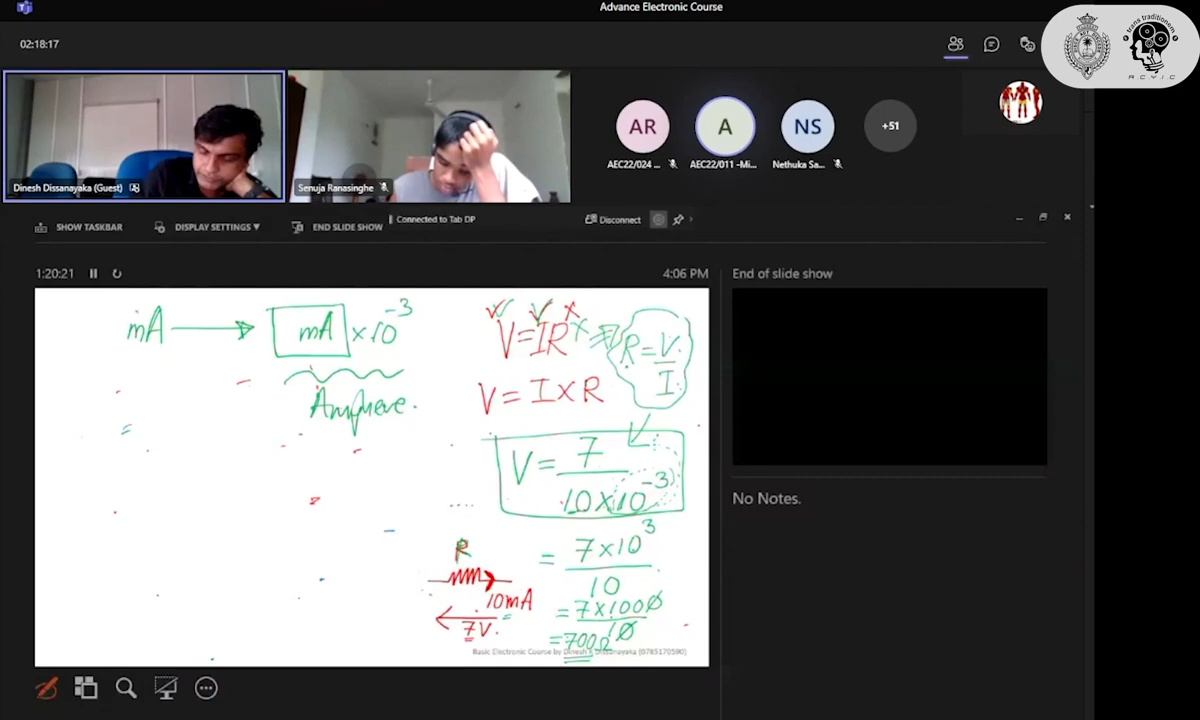 Advance Electronic Course
02:18:17
A.C.Y.I.C
Dinesh Dissanayaka (Guest)
Senuja Ranasinghe
AR
AEC22/024 ...
A
AEC22/011 -Mi...
NS
Nethuka Sa...
+51
SHOW TASKBAR
DISPLAY SETTINGS ▼
END SLIDE SHOW
Connected to Tab DP
Disconnect
1:20:21
4:06 PM
End of slide show
No Notes.
mA → mA × 10⁻³
Ampere.
V=IR
R=V/I
V = I × R
V = 7/10×10⁻³
= 7×10³/10
= 7×1000/10
= 700Ω
R
10mA
7V.
Basic Electronic Course by Dinesh K Dissanayaka (0785170590)